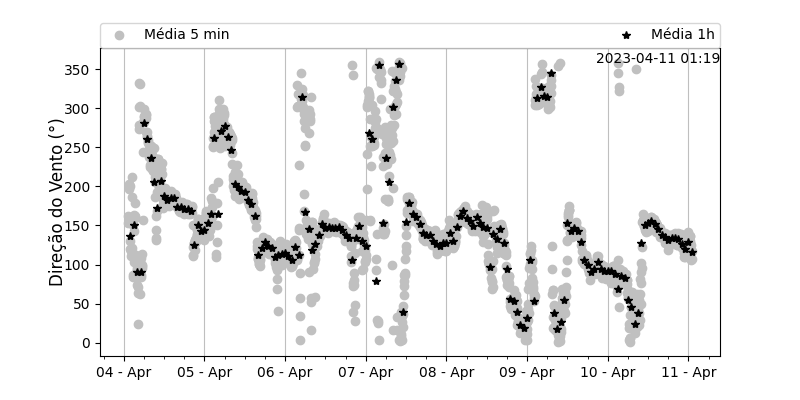 Média 5 min
Média 1h
2023-04-11 01:19
Direção do Vento (°)
350
300
250
200
150
100
50
0
04 - Apr
05 - Apr
06 - Apr
07 - Apr
08 - Apr
09 - Apr
10 - Apr
11 - Apr